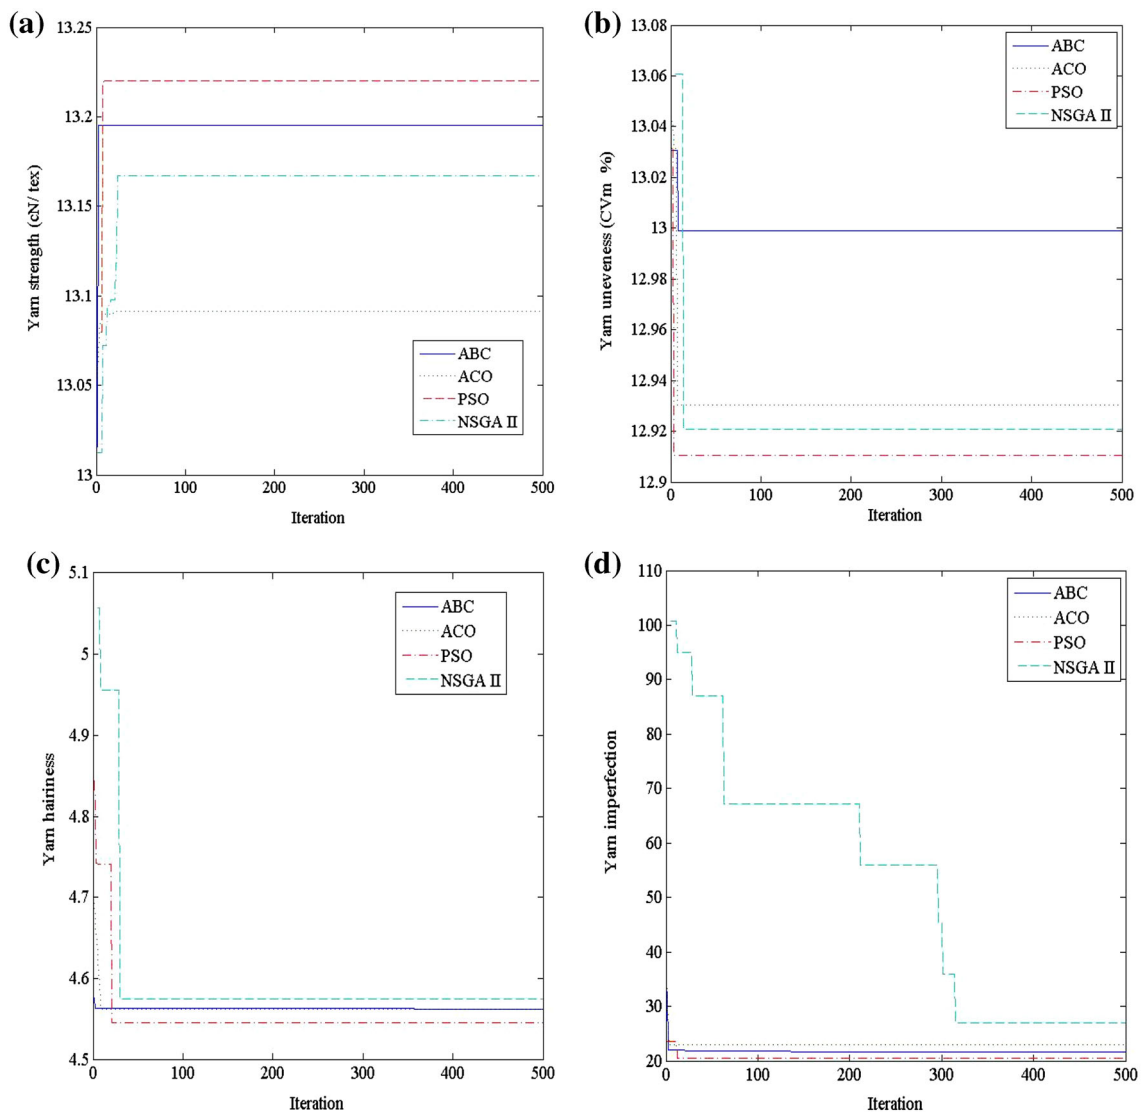 (a)
13.25
13.2
13.15
13.1
13.05
13
Yarn strength (cN/ tex)
ABC
ACO
PSO
NSGA II
0 100 200 300 400 500
Iteration
(b)
13.08
13.06
13.04
13.02
13
12.98
12.96
12.94
12.92
12.9
Yarn uneveness (CVm %)
ABC
ACO
PSO
NSGA II
0 100 200 300 400 500
Iteration
(c)
5.1
5
4.9
4.8
4.7
4.6
4.5
Yarn hairiness
ABC
ACO
PSO
NSGA II
0 100 200 300 400 500
Iteration
(d)
110
100
90
80
70
60
50
40
30
20
Yarn imperfection
ABC
ACO
PSO
NSGA II
0 100 200 300 400 500
Iteration